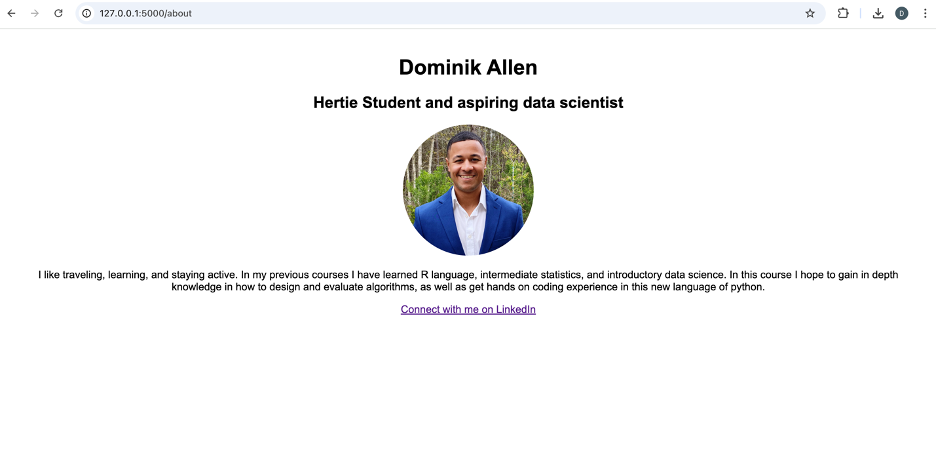 127.0.0.1:5000/about
D
Dominik Allen
Hertie Student and aspiring data scientist
I like traveling, learning, and staying active. In my previous courses I have learned R language, intermediate statistics, and introductory data science. In this course I hope to gain in depth
knowledge in how to design and evaluate algorithms, as well as get hands on coding experience in this new language of python.
Connect with me on LinkedIn